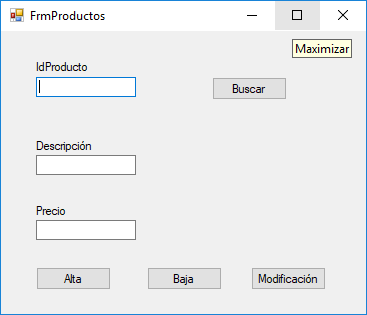 FrmProductos
Maximizar
IdProducto
Buscar
Descripción
Precio
Alta Baja Modificación